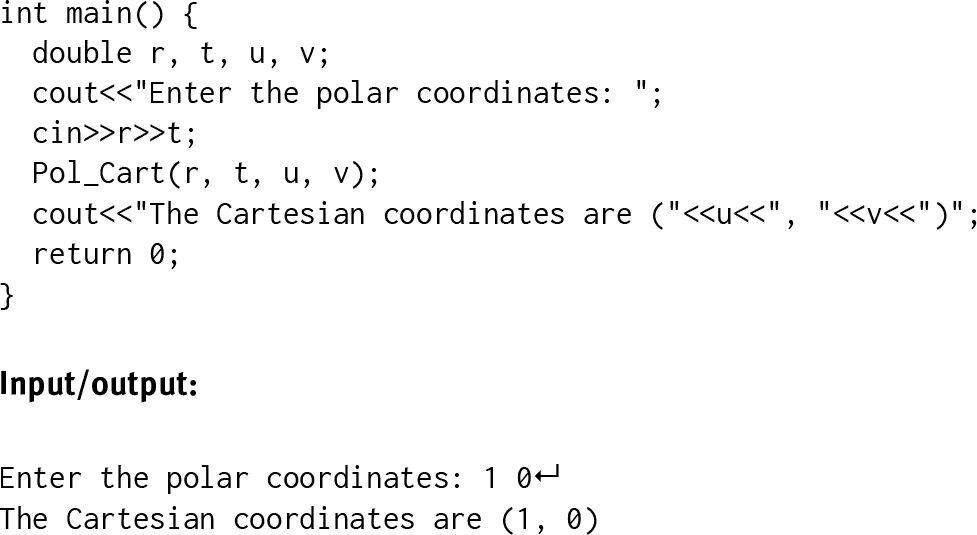 int main() {
  double r, t, u, v;
  cout<<"Enter the polar coordinates: ";
  cin>>r>>t;
  Pol_Cart(r, t, u, v);
  cout<<"The Cartesian coordinates are ("<<u<<", "<<v<<")";
  return 0;
}
Input/output:
Enter the polar coordinates: 1 0↵
The Cartesian coordinates are (1, 0)